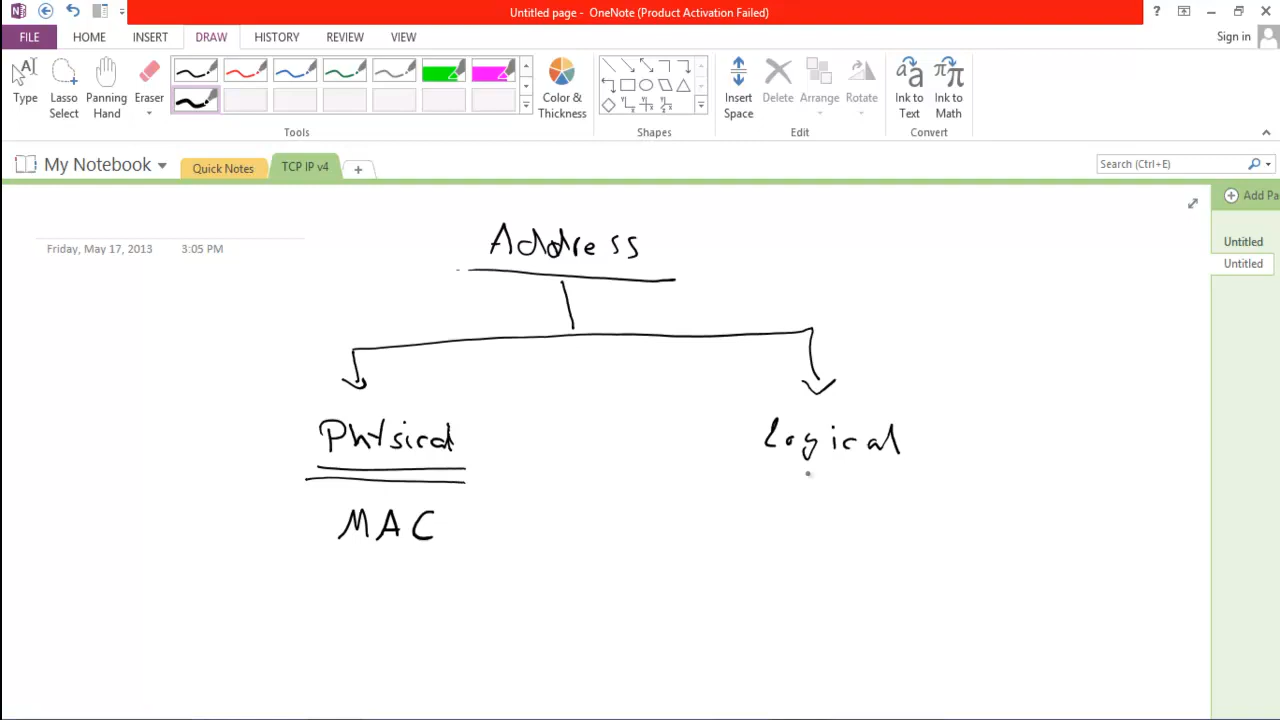 Untitled page - OneNote (Product Activation Failed)
?
FILE HOME INSERT DRAW HISTORY REVIEW VIEW
Sign in
Type
Lasso Select
Panning Hand
Eraser
Color & Thickness
Insert Space
Delete
Arrange
Rotate
Ink to Text
Ink to Math
Tools
Shapes
Edit
Convert
My Notebook
Quick Notes
TCP IP v4
+
Search (Ctrl+E)
Add Pa
Untitled
Untitled
Friday, May 17, 2013 3:05 PM
Address
Physical
Logical
MAC